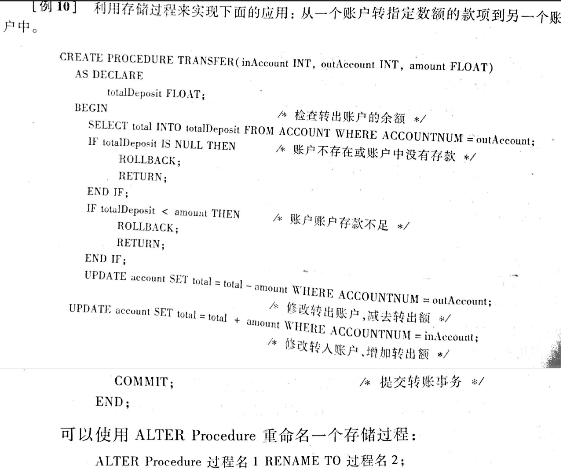 ［例 10］ 利用存储过程来实现下面的应用：从一个账户转指定数额的款项到另一个账
户中。
CREATE PROCEDURE TRANSFER(inAccount INT, outAccount INT, amount FLOAT)
AS DECLARE
totalDeposit FLOAT;
BEGIN /* 检查转出账户的余额 */
SELECT total INTO totalDeposit FROM ACCOUNT WHERE ACCOUNTNUM = outAccount;
IF totalDeposit IS NULL THEN /* 账户不存在或账户中没有存款 */
ROLLBACK;
RETURN;
END IF;
IF totalDeposit < amount THEN /* 账户账户存款不足 */
ROLLBACK;
RETURN;
END IF;
UPDATE account SET total = total - amount WHERE ACCOUNTNUM = outAccount;
/* 修改转出账户,减去转出额 */
UPDATE account SET total = total + amount WHERE ACCOUNTNUM = inAccount;
/* 修改转入账户,增加转出额 */
COMMIT; /* 提交转账事务 */
END;
可以使用 ALTER Procedure 重命名一个存储过程：
ALTER Procedure 过程名 1 RENAME TO 过程名 2;